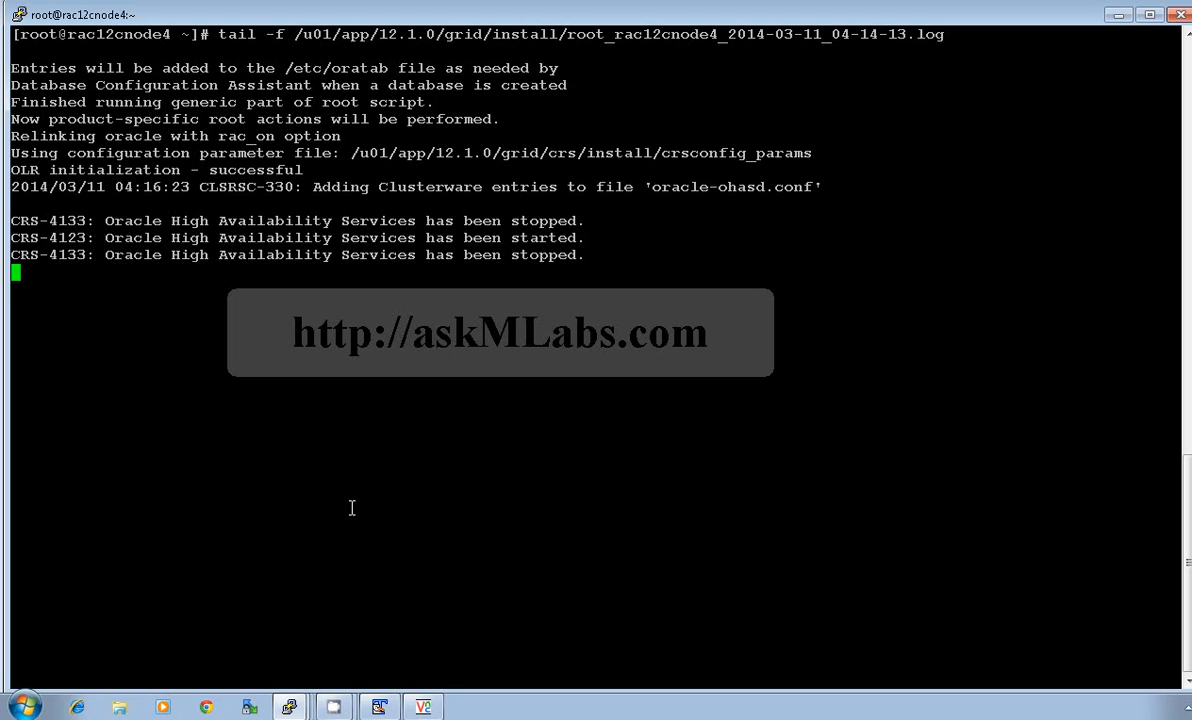 root@rac12cnode4:~
[root@rac12cnode4 ~]# tail -f /u01/app/12.1.0/grid/install/root_rac12cnode4_2014-03-11_04-14-13.log
Entries will be added to the /etc/oratab file as needed by
Database Configuration Assistant when a database is created
Finished running generic part of root script.
Now product-specific root actions will be performed.
Relinking oracle with rac_on option
Using configuration parameter file: /u01/app/12.1.0/grid/crs/install/crsconfig_params
OLR initialization - successful
2014/03/11 04:16:23 CLSRSC-330: Adding Clusterware entries to file 'oracle-ohasd.conf'
CRS-4133: Oracle High Availability Services has been stopped.
CRS-4123: Oracle High Availability Services has been started.
CRS-4133: Oracle High Availability Services has been stopped.
http://askMLabs.com